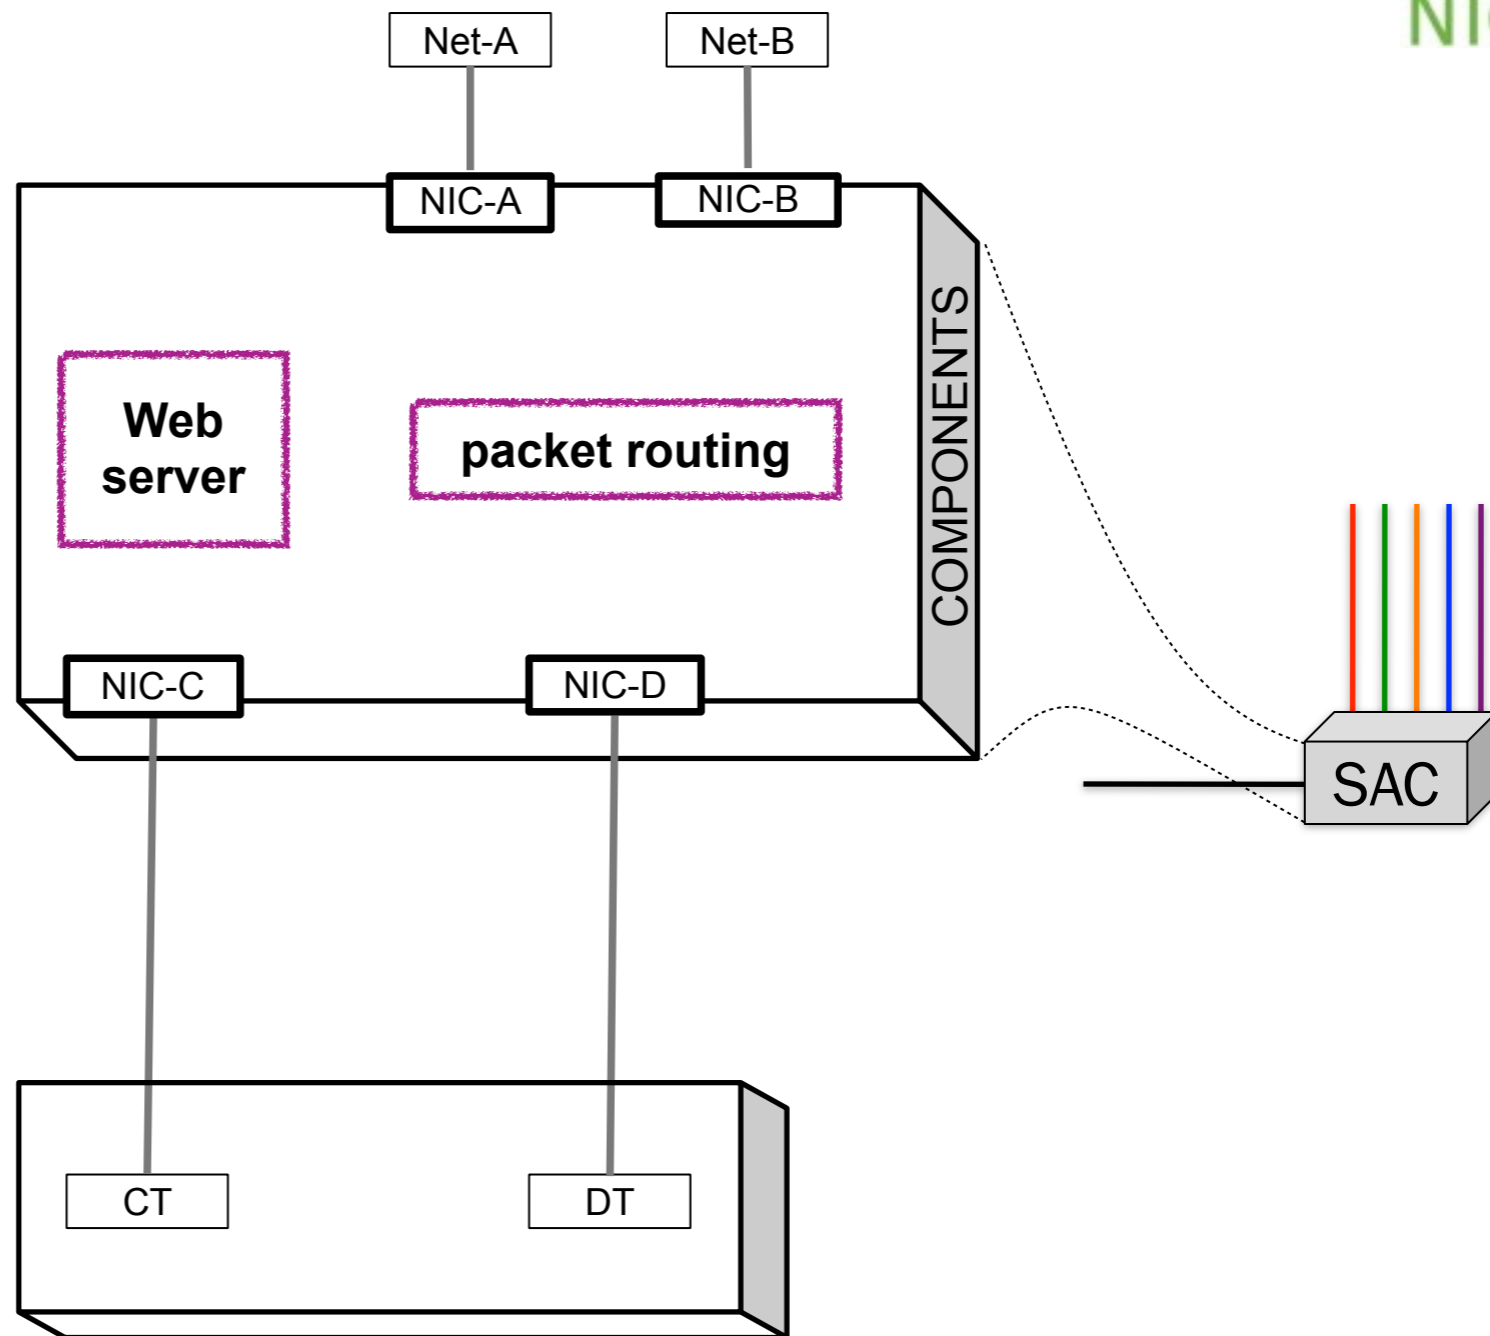 Net-A
Net-B
NIC-A
NIC-B
COMPONENTS
Web
server
packet routing
NIC-C
NIC-D
SAC
CT
DT